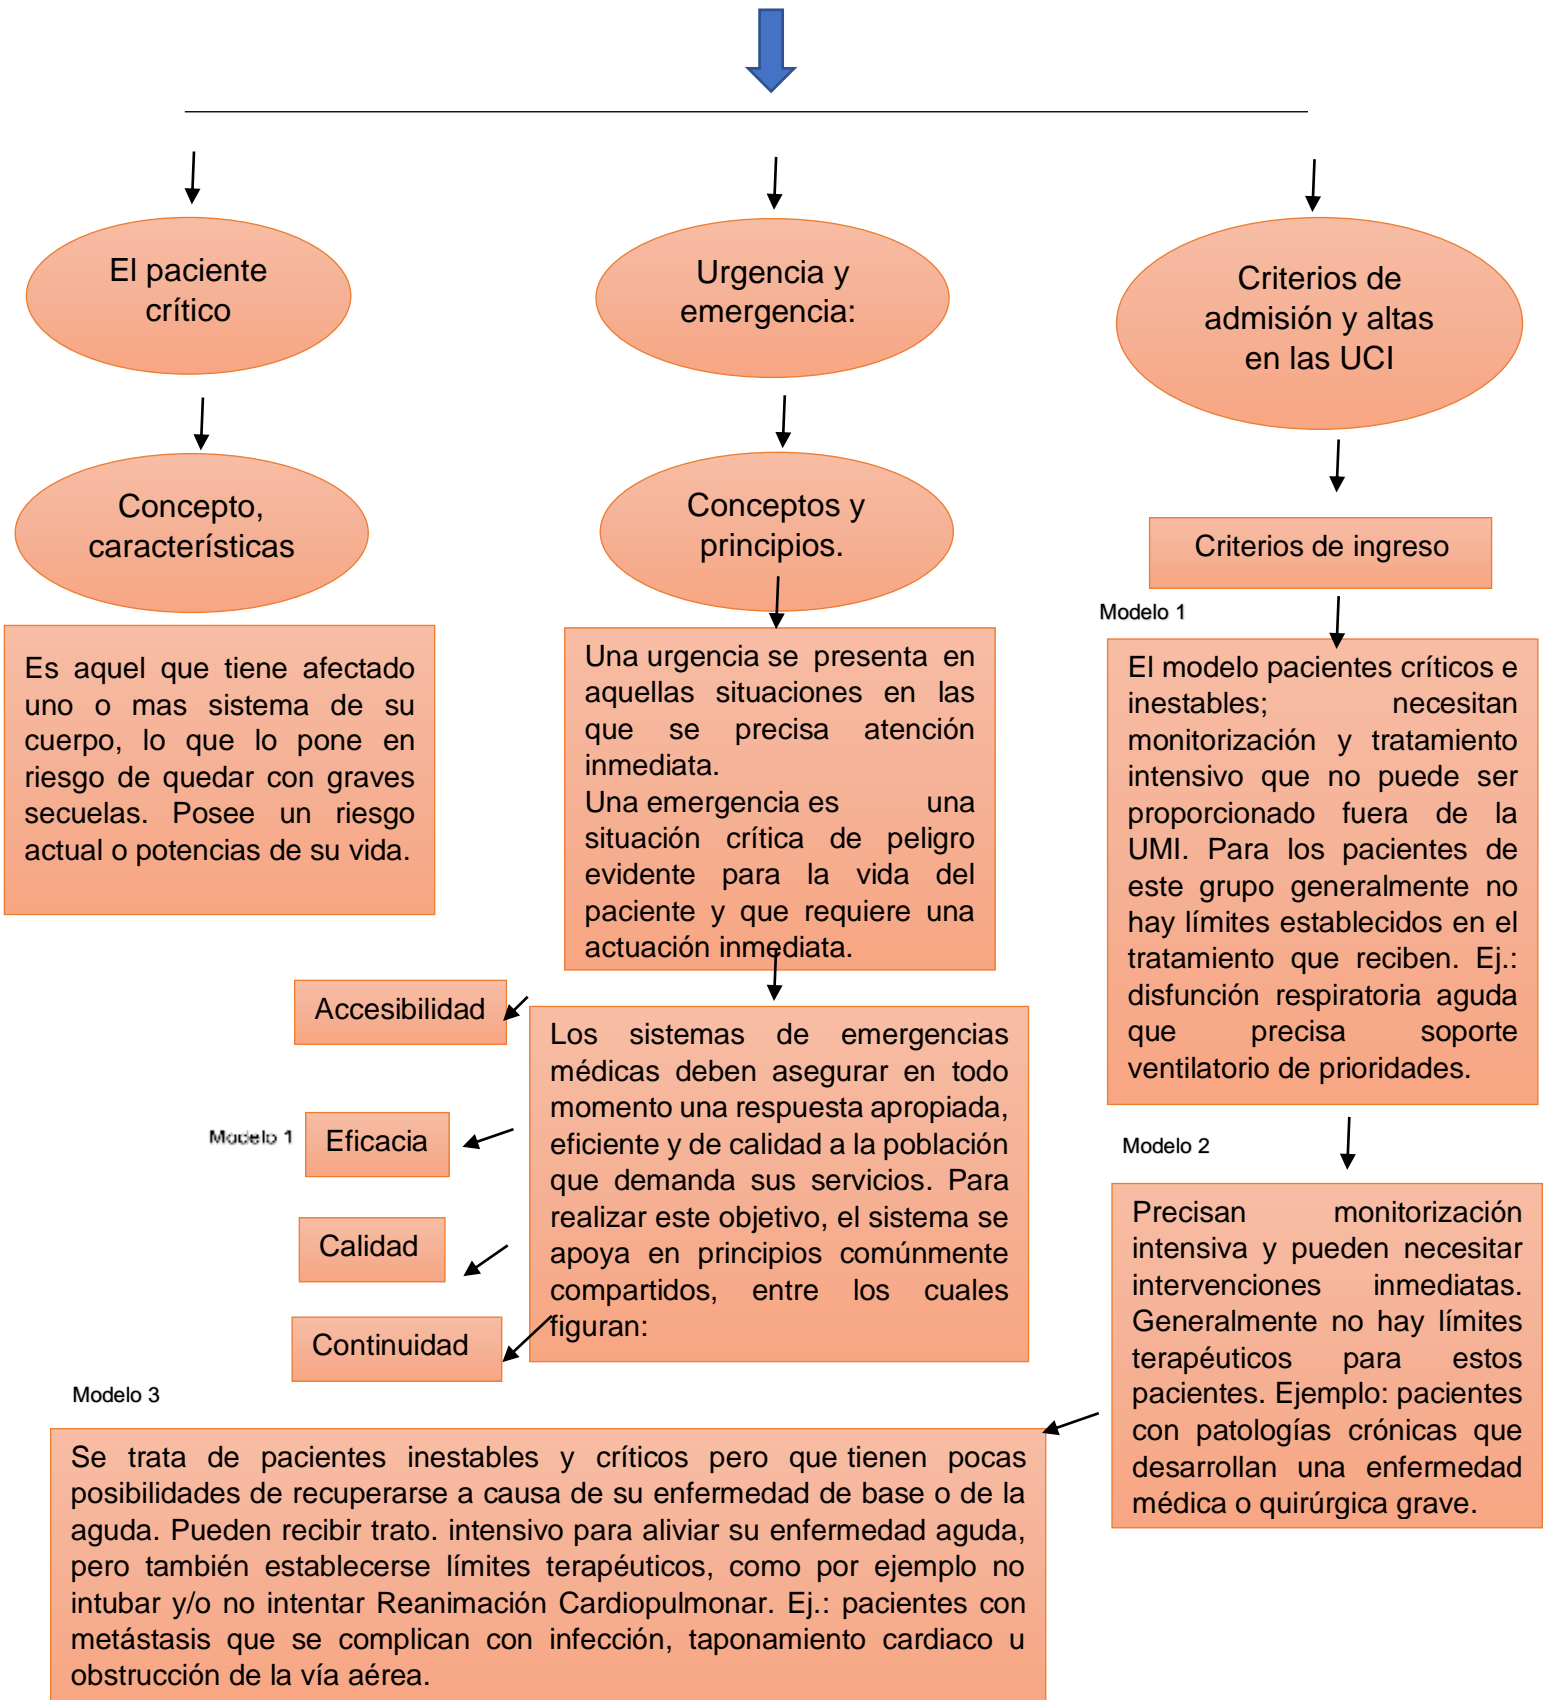 El paciente
crítico
Concepto,
características
Es aquel que tiene afectado
uno o mas sistema de su
cuerpo, lo que lo pone en
riesgo de quedar con graves
secuelas. Posee un riesgo
actual o potencias de su vida.
Urgencia y
emergencia:
Conceptos y
principios.
Una urgencia se presenta en
aquellas situaciones en las
que se precisa atención
inmediata.
Una emergencia es una
situación crítica de peligro
evidente para la vida del
paciente y que requiere una
actuación inmediata.
Los sistemas de emergencias
médicas deben asegurar en todo
momento una respuesta apropiada,
eficiente y de calidad a la población
que demanda sus servicios. Para
realizar este objetivo, el sistema se
apoya en principios comúnmente
compartidos, entre los cuales
figuran:
Accesibilidad
Modelo 1
Eficacia
Calidad
Continuidad
Criterios de
admisión y altas
en las UCI
Criterios de ingreso
Modelo 1
El modelo pacientes críticos e
inestables; necesitan
monitorización y tratamiento
intensivo que no puede ser
proporcionado fuera de la
UMI. Para los pacientes de
este grupo generalmente no
hay límites establecidos en el
tratamiento que reciben. Ej.:
disfunción respiratoria aguda
que precisa soporte
ventilatorio de prioridades.
Modelo 2
Precisan monitorización
intensiva y pueden necesitar
intervenciones inmediatas.
Generalmente no hay límites
terapéuticos para estos
pacientes. Ejemplo: pacientes
con patologías crónicas que
desarrollan una enfermedad
médica o quirúrgica grave.
Modelo 3
Se trata de pacientes inestables y críticos pero que tienen pocas
posibilidades de recuperarse a causa de su enfermedad de base o de la
aguda. Pueden recibir trato. intensivo para aliviar su enfermedad aguda,
pero también establecerse límites terapéuticos, como por ejemplo no
intubar y/o no intentar Reanimación Cardiopulmonar. Ej.: pacientes con
metástasis que se complican con infección, taponamiento cardiaco u
obstrucción de la vía aérea.